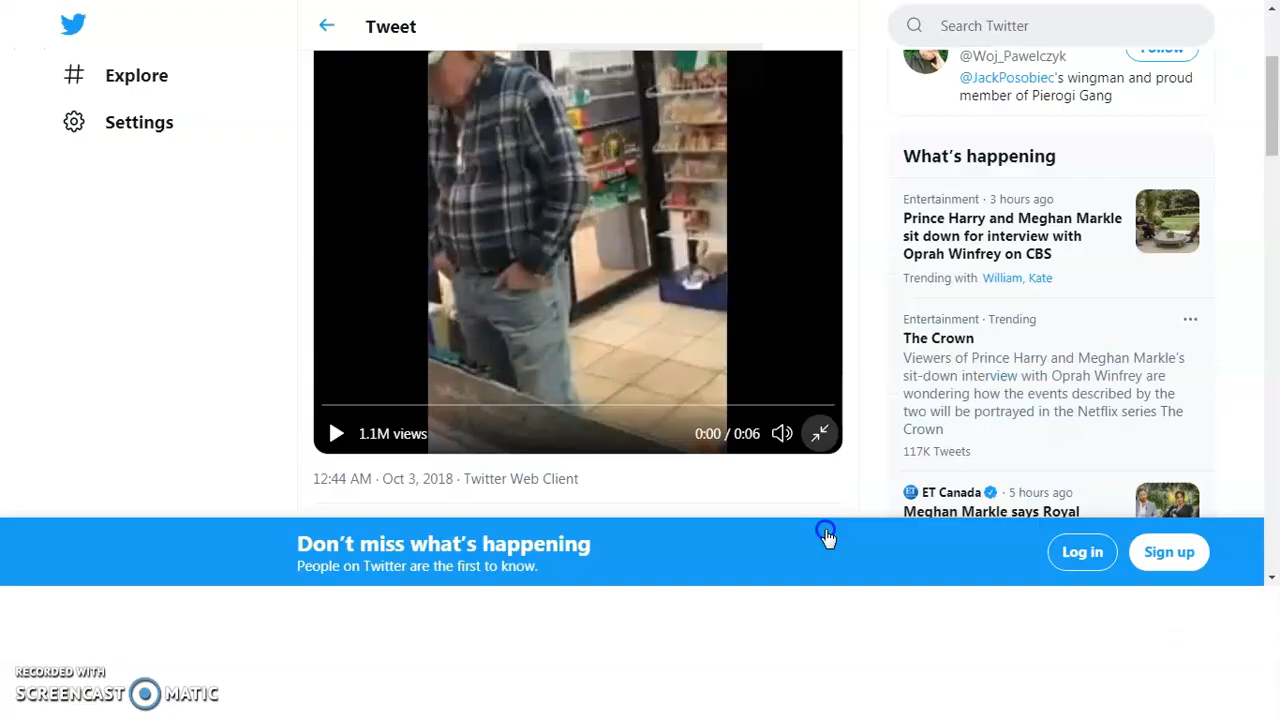 Tweet
Search Twitter
Explore
Settings
@Woj_Pawelczyk
Follow
@JackPosobiec's wingman and proud
member of Pierogi Gang
What's happening
Entertainment · 3 hours ago
Prince Harry and Meghan Markle
sit down for interview with
Oprah Winfrey on CBS
Trending with William, Kate
Entertainment · Trending
The Crown
Viewers of Prince Harry and Meghan Markle's
sit-down interview with Oprah Winfrey are
wondering how the events described by the
two will be portrayed in the Netflix series The
Crown
117K Tweets
ET Canada · 5 hours ago
Meghan Markle says Royal
1.1M views
0:00 / 0:06
12:44 AM · Oct 3, 2018 · Twitter Web Client
Don't miss what's happening
People on Twitter are the first to know.
Log in
Sign up
RECORDED WITH
SCREENCAST MATIC